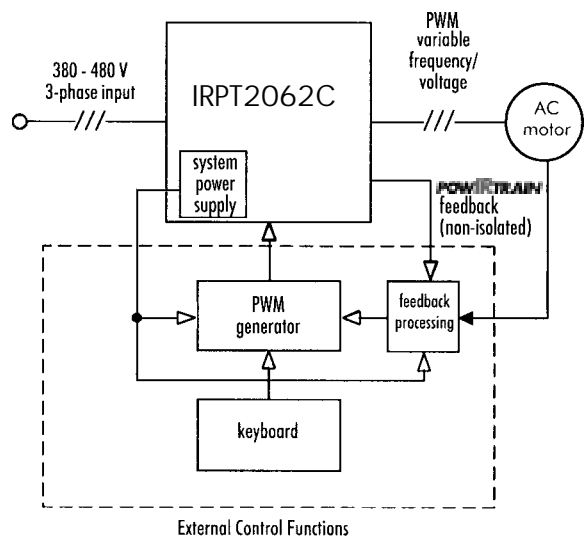 PWM
variable
frequency/
voltage
380 - 480 V
3-phase input
IRPT2062C
AC
motor
system
power
supply
POWIRTRAIN
feedback
(non-isolated)
PWM
generator
feedback
processing
keyboard
External Control Functions